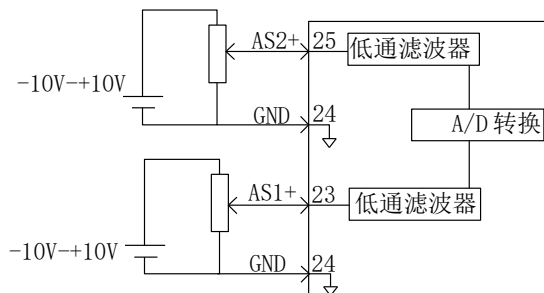 AS2+ 25 低通滤波器
-10V-+10V
GND 24
A/D 转换
AS1+ 23 低通滤波器
-10V-+10V
GND 24